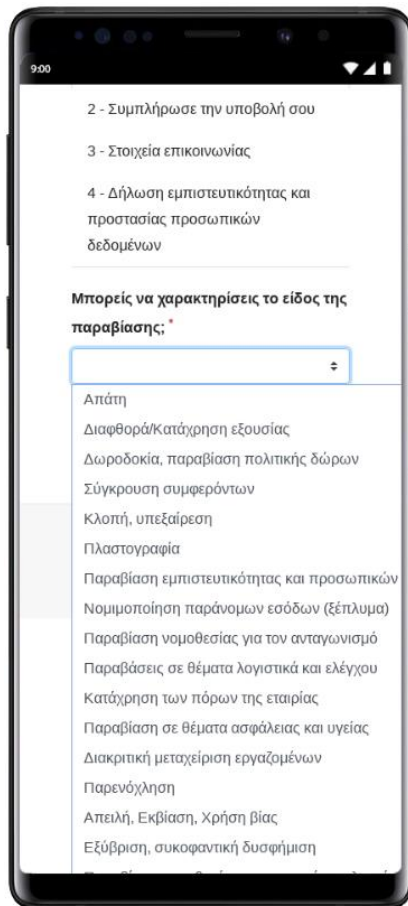 9:00
2 - Συμπλήρωσε την υποβολή σου
3 - Στοιχεία επικοινωνίας
4 - Δήλωση εμπιστευτικότητας και
προστασίας προσωπικών
δεδομένων
Μπορείς να χαρακτηρίσεις το είδος της
παραβίασης; *
Απάτη
Διαφθορά/Κατάχρηση εξουσίας
Δωροδοκία, παραβίαση πολιτικής δώρων
Σύγκρουση συμφερόντων
Κλοπή, υπεξαίρεση
Πλαστογραφία
Παραβίαση εμπιστευτικότητας και προσωπικών
Νομιμοποίηση παράνομων εσόδων (ξέπλυμα)
Παραβίαση νομοθεσίας για τον ανταγωνισμό
Παραβάσεις σε θέματα λογιστικά και ελέγχου
Κατάχρηση των πόρων της εταιρίας
Παραβίαση σε θέματα ασφάλειας και υγείας
Διακριτική μεταχείριση εργαζομένων
Παρενόχληση
Απειλή, Εκβίαση, Χρήση βίας
Εξύβριση, συκοφαντική δυσφήμιση